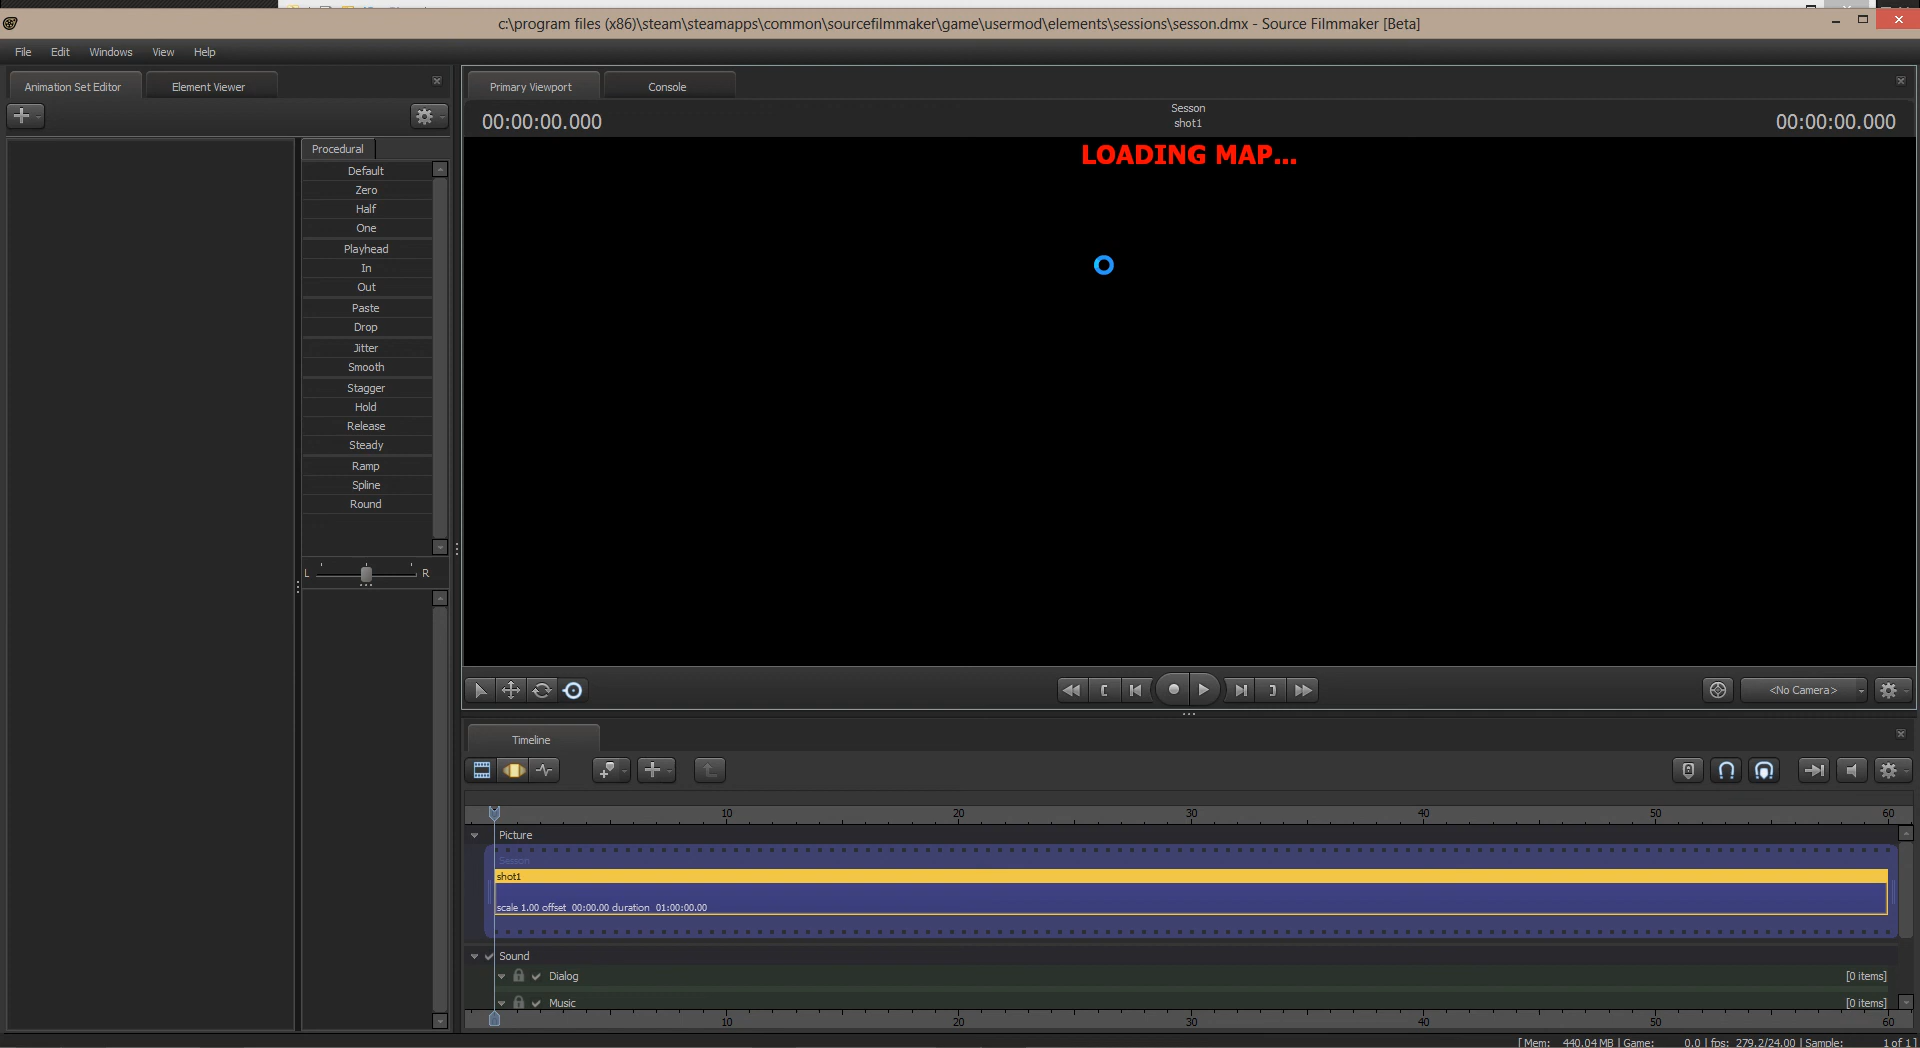 c:\program files (x86)\steam\steamapps\common\sourcefilmmaker\game\usermod\elements\sessions\sesson.dmx - Source Filmmaker [Beta]
File Edit Windows View Help
Animation Set Editor Element Viewer
Primary Viewport Console
00:00:00.000
Sesson
shot1
00:00:00.000
LOADING MAP...
Procedural
Default
Zero
Half
One
Playhead
In
Out
Paste
Drop
Jitter
Smooth
Stagger
Hold
Release
Steady
Ramp
Spline
Round
L R
<No Camera>
Timeline
10 20 30 40 50 60
Picture
Sesson
shot1
scale 1.00 offset 00:00.00 duration 01:00:00.00
Sound
Dialog [0 items]
Music [0 items]
10 20 30 40 50 60
[ Mem: 440.04 MB | Game: 0.0 | fps: 279.2/24.00 | Sample: 1 of 1 ]